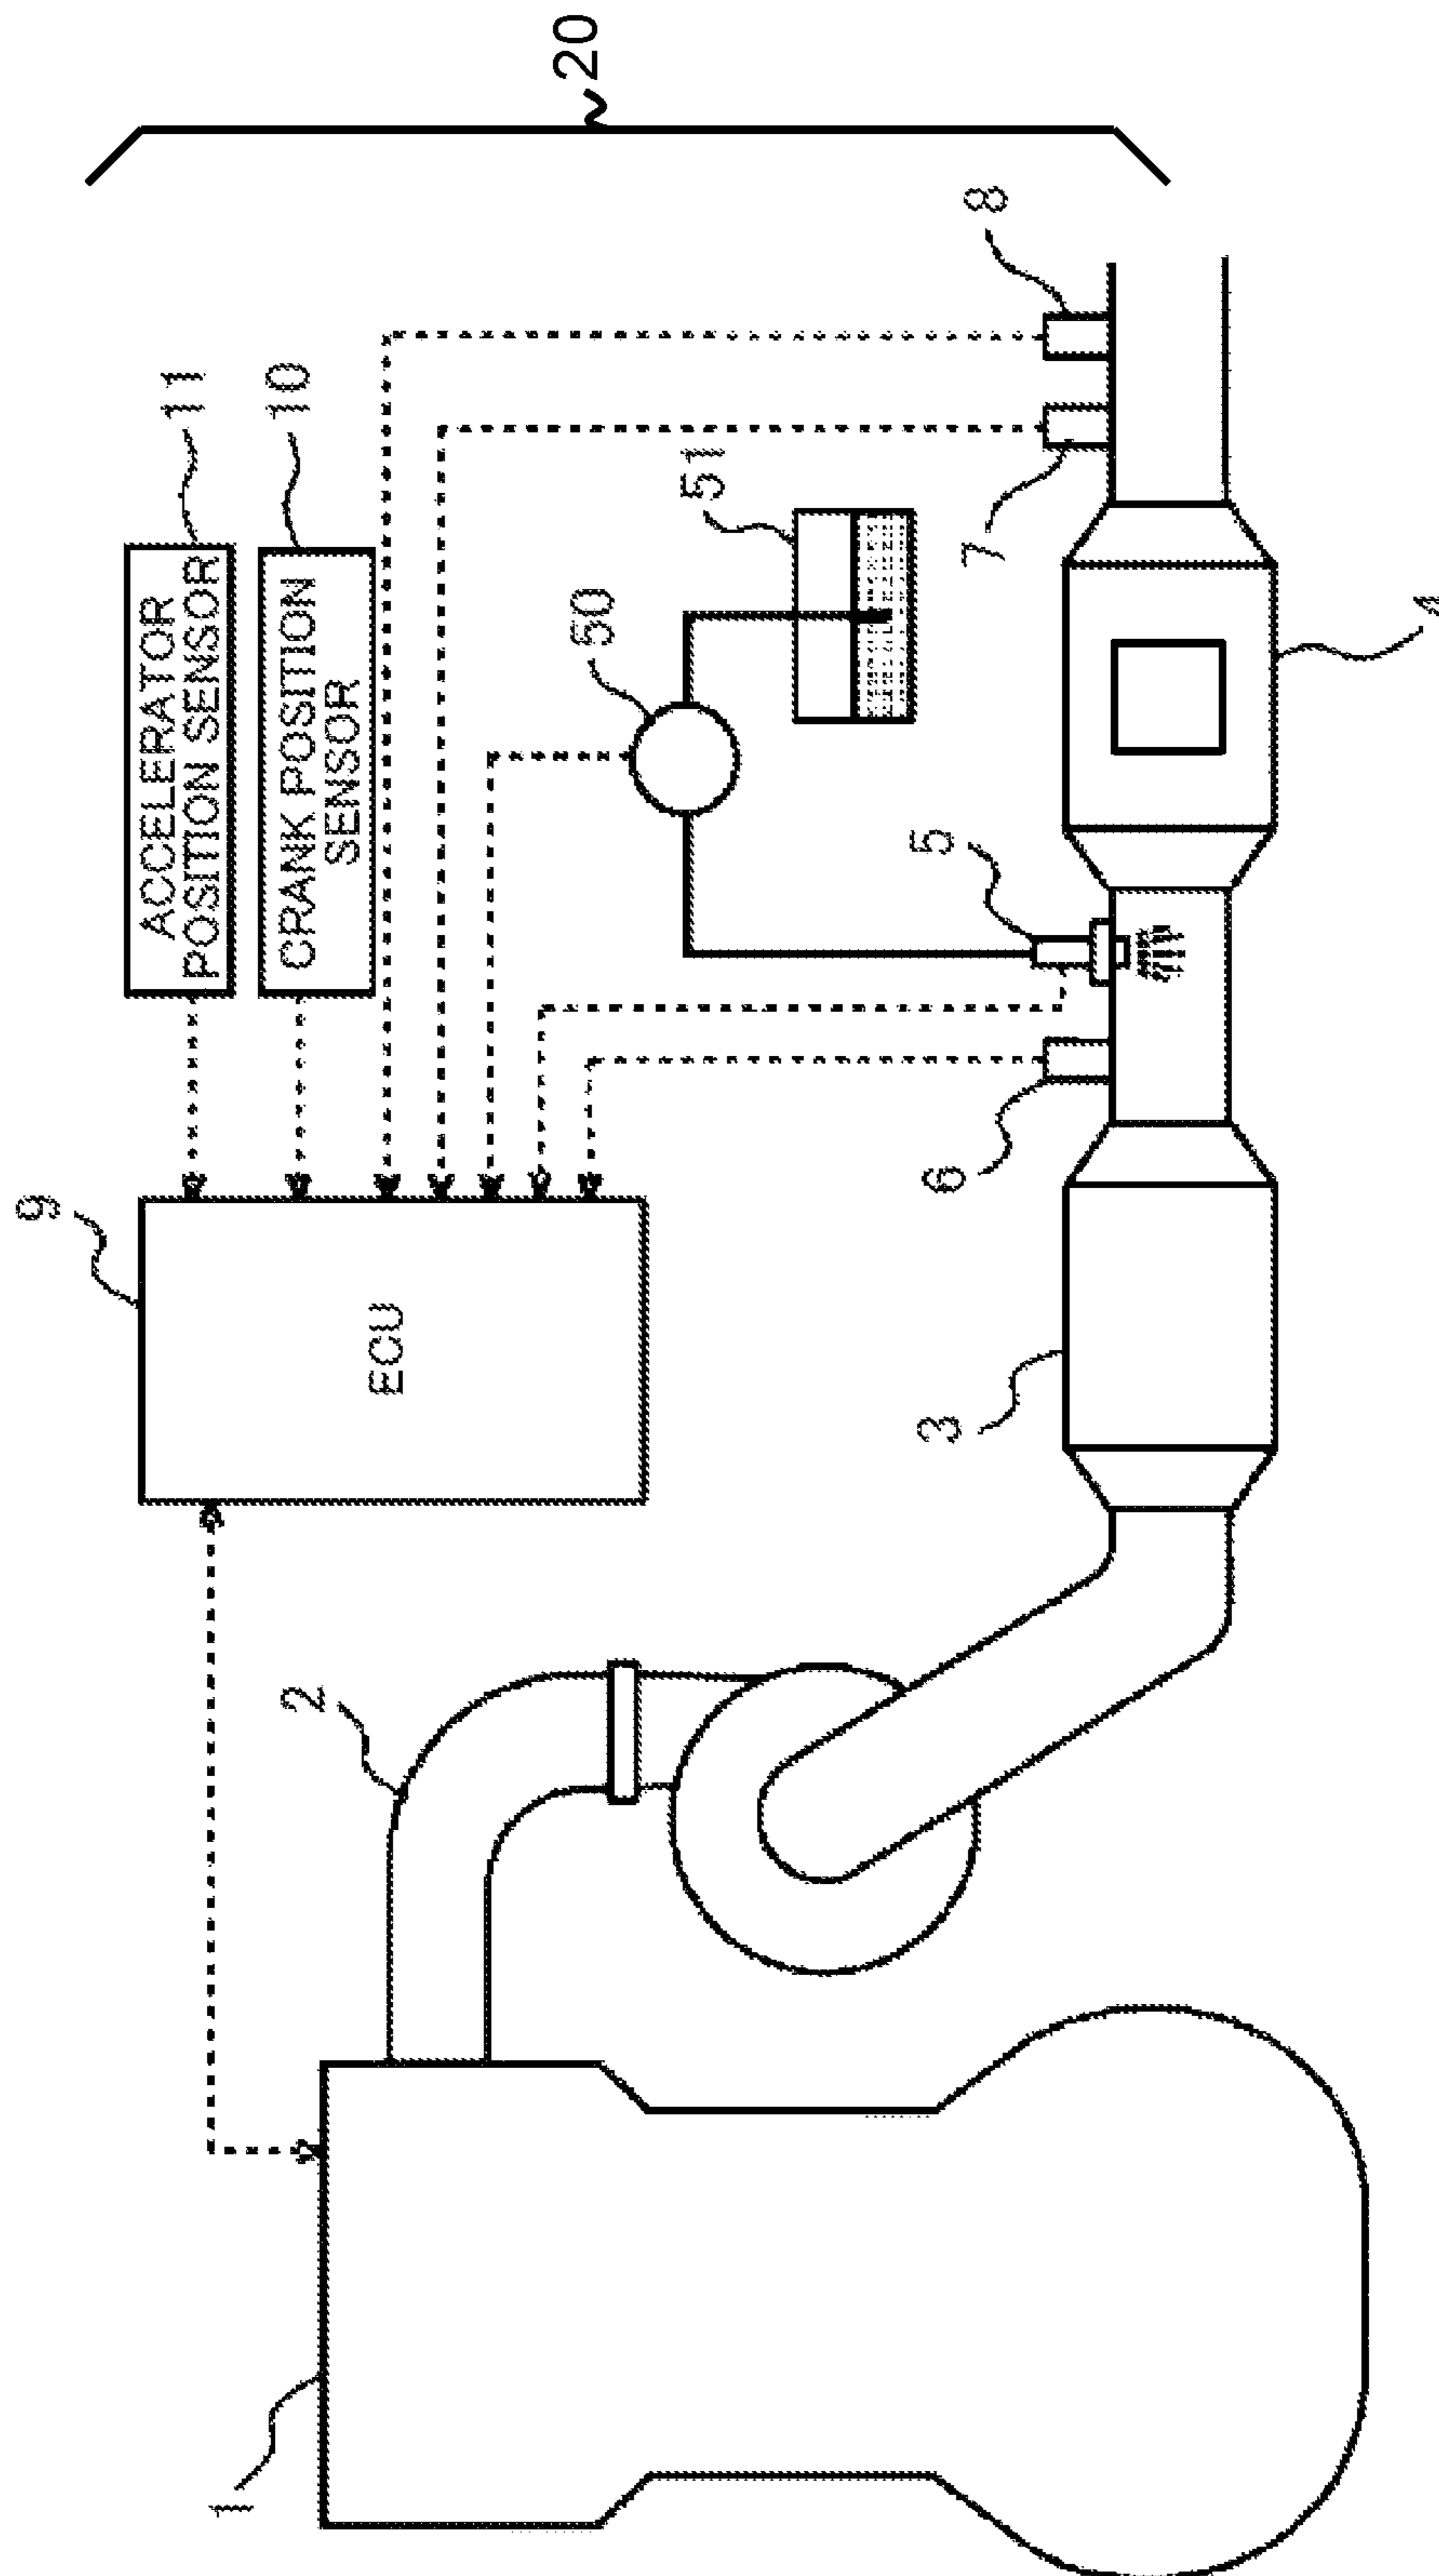 9
ACCELERATOR
POSITION SENSOR
11
1
CRANK POSITION
SENSOR
10
2
ECU
20
50
51
5
3
6
7
8
4